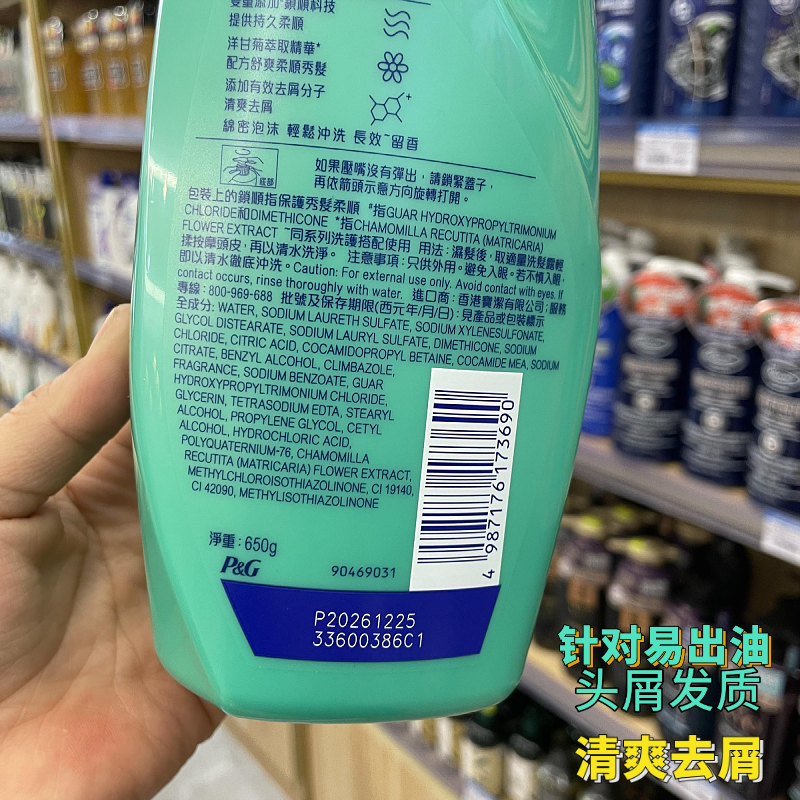 雙重添加*鎖順科技
提供持久柔順
洋甘菊萃取精華*
配方舒爽柔順秀髮
添加有效去屑分子
清爽去屑
綿密泡沫 輕鬆沖洗 長效~留香
底部
如果壓嘴沒有彈出，請鎖緊蓋子，
再依箭頭示意方向旋轉打開。
包裝上的鎖順指保護秀髮柔順 *指GUAR HYDROXYPROPYLTRIMONIUM
CHLORIDE和DIMETHICONE *指CHAMOMILLA RECUTITA (MATRICARIA)
FLOWER EXTRACT ~同系列洗護搭配使用 用法：濕髮後，取適量洗髮露輕
揉按摩頭皮，再以清水洗淨。 注意事項：只供外用。避免入眼。若不慎入眼，
即以清水徹底沖洗。Caution: For external use only. Avoid contact with eyes. If
contact occurs, rinse thoroughly with water. 進口商：香港寶潔有限公司；服務
專線：800-969-688 批號及保存期限(西元年/月/日)：見產品或包裝標示
全成分：WATER, SODIUM LAURETH SULFATE, SODIUM XYLENESULFONATE,
GLYCOL DISTEARATE, SODIUM LAURYL SULFATE, DIMETHICONE, SODIUM
CHLORIDE, CITRIC ACID, COCAMIDOPROPYL BETAINE, COCAMIDE MEA, SODIUM
CITRATE, BENZYL ALCOHOL, CLIMBAZOLE,
FRAGRANCE, SODIUM BENZOATE, GUAR
HYDROXYPROPYLTRIMONIUM CHLORIDE,
GLYCERIN, TETRASODIUM EDTA, STEARYL
ALCOHOL, PROPYLENE GLYCOL, CETYL
ALCOHOL, HYDROCHLORIC ACID,
POLYQUATERNIUM-76, CHAMOMILLA
RECUTITA (MATRICARIA) FLOWER EXTRACT,
METHYLCHLOROISOTHIAZOLINONE, CI 19140,
CI 42090, METHYLISOTHIAZOLINONE
4 987176 173690
淨重：650g
P&G
90469031
P20261225
33600386C1
针对易出油
头屑发质
清爽去屑